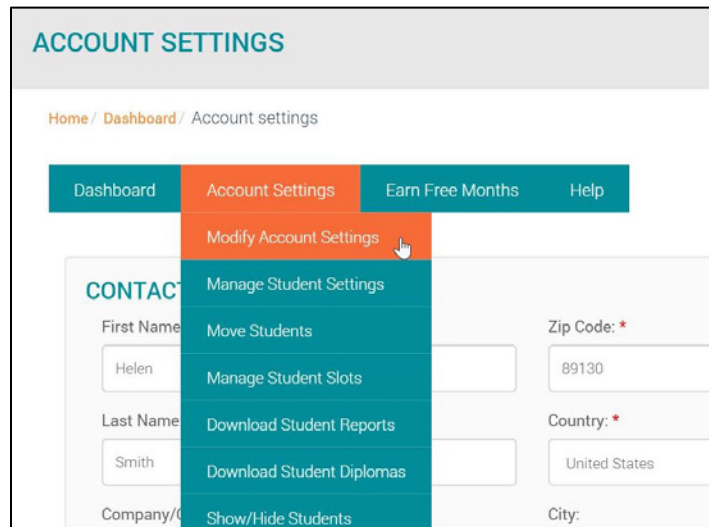 ACCOUNT SETTINGS
Home / Dashboard / Account settings
Dashboard Account Settings Earn Free Months Help
Modify Account Settings
Manage Student Settings
Move Students
Manage Student Slots
Download Student Reports
Download Student Diplomas
Show/Hide Students
First Name
Helen
Last Name
Smith
Zip Code: *
89130
Country: *
United States
City: